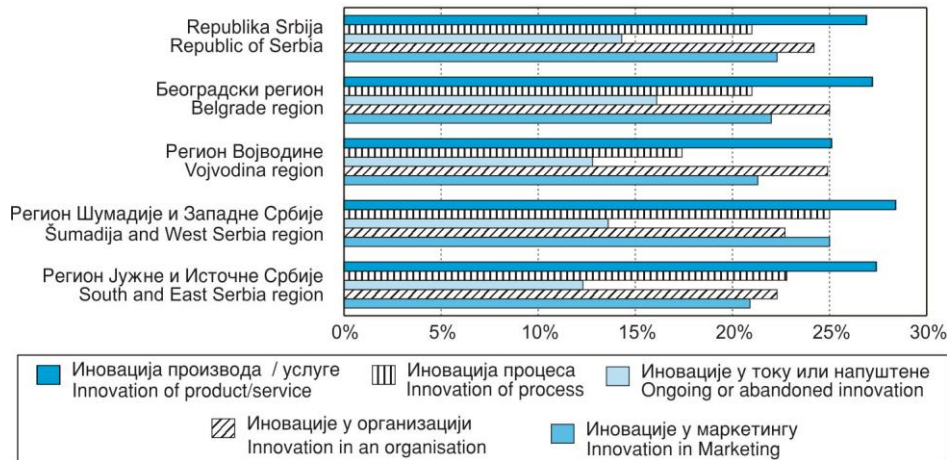 Republika Srbija
Republic of Serbia
Београдски регион
Belgrade region
Регион Војводине
Vojvodina region
Регион Шумадије и Западне Србије
Šumadija and West Serbia region
Регион Јужне и Источне Србије
South and East Serbia region
0% 5% 10% 15% 20% 25% 30%
Иновација производа / услуге
Innovation of product/service
Иновација процеса
Innovation of process
Иновације у току или напуштене
Ongoing or abandoned innovation
Иновације у организацији
Innovation in an organisation
Иновације у маркетингу
Innovation in Marketing